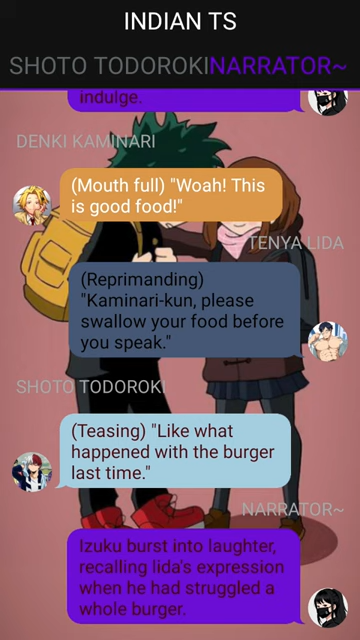 INDIAN TS
SHOTO TODOROKINARRATOR~
indulge.
DENKI KAMINARI
(Mouth full) "Woah! This
is good food!"
TENYA LIDA
(Reprimanding)
"Kaminari-kun, please
swallow your food before
you speak."
SHOTO TODOROKI
(Teasing) "Like what
happened with the burger
last time."
NARRATOR~
Izuku burst into laughter,
recalling Iida's expression
when he had struggled a
whole burger.